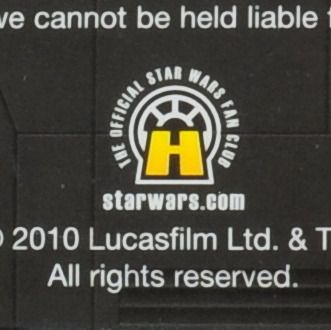 we cannot be held liable
THE OFFICIAL STAR WARS FAN CLUB
H
starwars.com
2010 Lucasfilm Ltd. & T
All rights reserved.